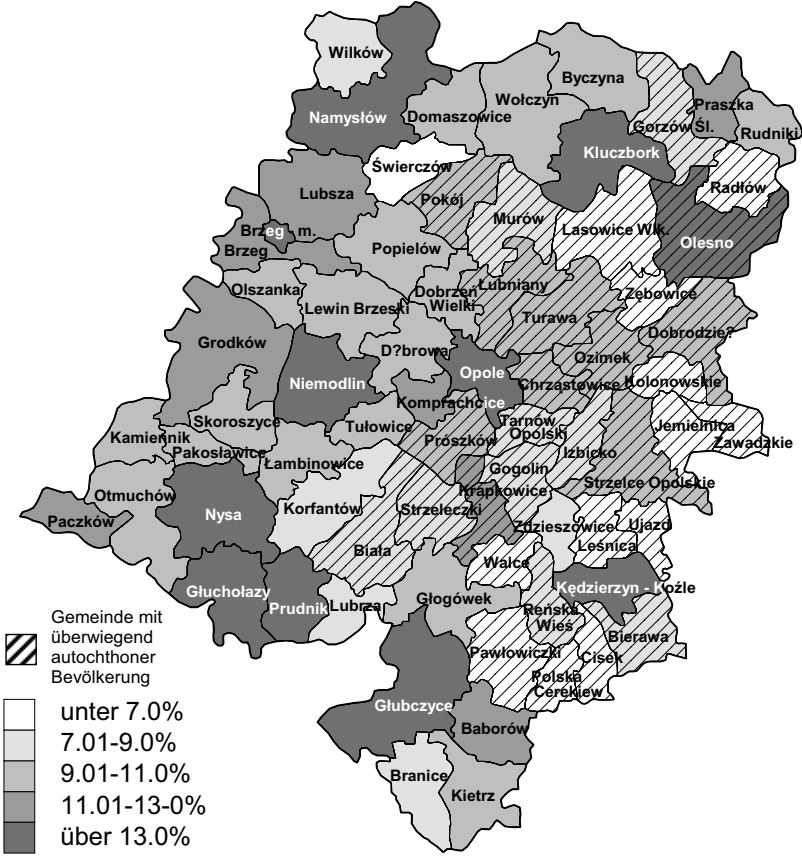 Wilków
Byczyna
Wołczyn
Praszka
Namysłów
Domaszowice
Gorzów Śl.
Rudniki
Kluczbork
Świerczów
Radłów
Lubsza
Pokój
Murów
Lasowice Wlk.
Brzeg m.
Olesno
Brzeg
Popielów
Olszanka
Dobrzeń
Wielki
Łubniany
Zębowice
Lewin Brzeski
Turawa
Dobrodzie?
Grodków
D?browa
Ozimek
Niemodlin
Opole
Chrząstowice
Kolonowskie
Komprachcice
Skoroszyce
Tułowice
Tarnów
Opolski
Jemielnica
Kamiennik
Prószków
Zawadzkie
Pakosławice
Izbicko
Łambinowice
Gogolin
Strzelce Opolskie
Otmuchów
Krapkowice
Paczków
Nysa
Korfantów
Strzeleczki
Zdzieszowice
Ujazd
Biała
Leśnica
Walce
Głuchołazy
Prudnik
Lubrza
Głogówek
Kędzierzyn - Koźle
Reńska
Wieś
Bierawa
Pawłowiczki
Cisek
Polska
Cerekiew
Głubczyce
Baborów
Branice
Kietrz
Gemeinde mit
überwiegend
autochthoner
Bevölkerung
unter 7.0%
7.01-9.0%
9.01-11.0%
11.01-13-0%
über 13.0%